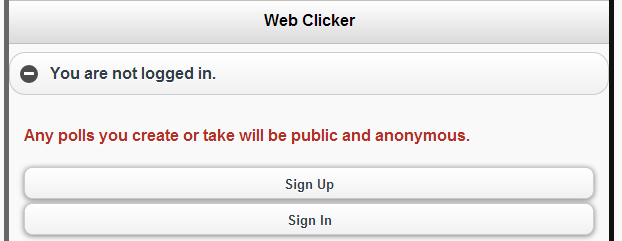 Web Clicker
You are not logged in.
Any polls you create or take will be public and anonymous.
Sign Up
Sign In